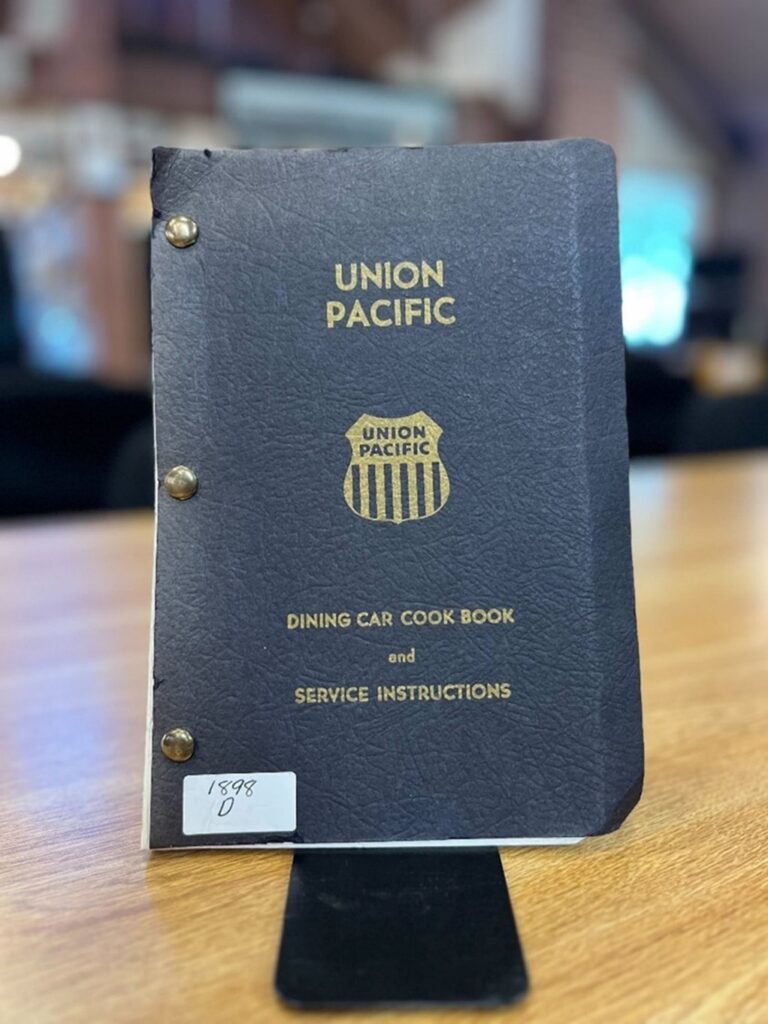 UNION
PACIFIC
UNION
PACIFIC
DINING CAR COOK BOOK
and
SERVICE INSTRUCTIONS
1898
D